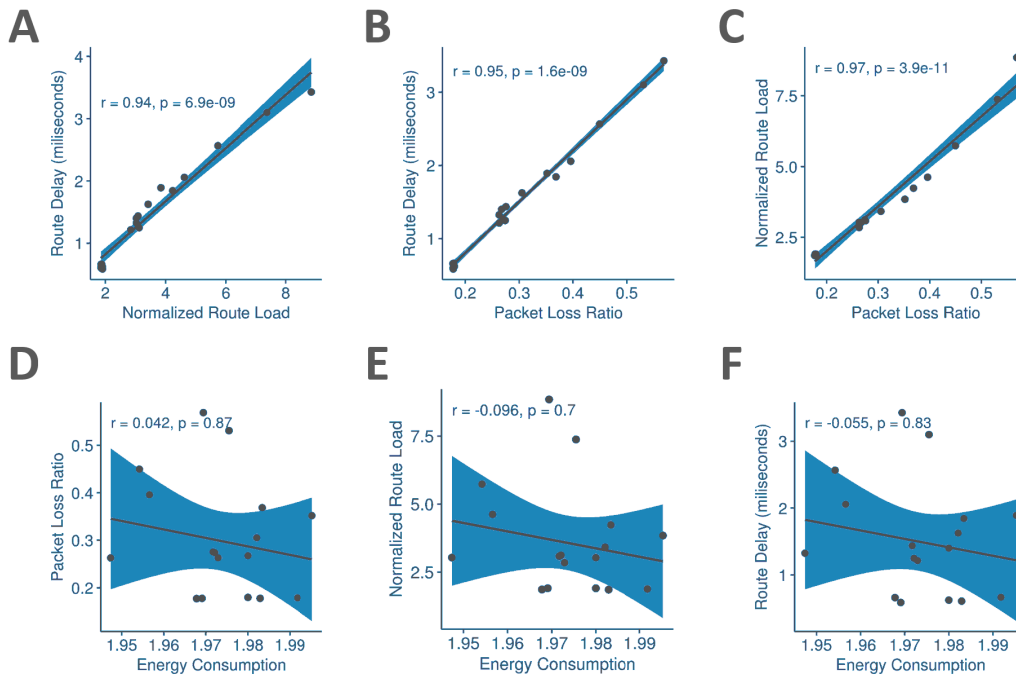 A
B
C
Route Delay (miliseconds)
4
3
2
1
r = 0.94, p = 6.9e-09
2 4 6 8
Normalized Route Load
Route Delay (miliseconds)
3
2
1
r = 0.95, p = 1.6e-09
0.2 0.3 0.4 0.5
Packet Loss Ratio
Normalized Route Load
7.5
5.0
2.5
r = 0.97, p = 3.9e-11
0.2 0.3 0.4 0.5
Packet Loss Ratio
D
E
F
Packet Loss Ratio
0.5
0.4
0.3
0.2
r = 0.042, p = 0.87
1.95 1.97 1.98 1.99
Energy Consumption
Normalized Route Load
7.5
5.0
2.5
r = -0.096, p = 0.7
1.95 1.97 1.98 1.99
Energy Consumption
Route Delay (miliseconds)
3
2
1
r = -0.055, p = 0.83
1.95 1.97 1.98 1.99
Energy Consumption